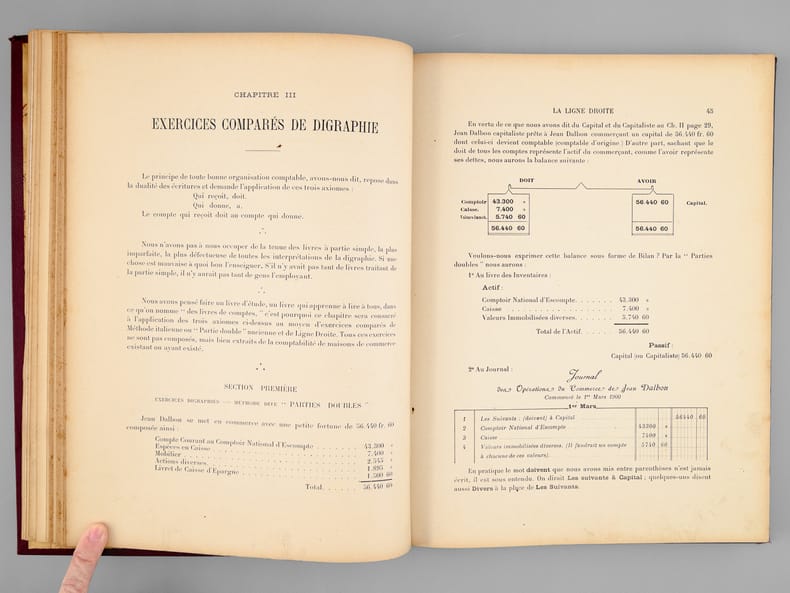 CHAPITRE III
EXERCICES COMPARÉS DE DIGRAPHIE
Le principe de toute bonne organisation comptable, avons-nous dit, repose dans
la dualité des écritures et demande l'application de ces trois axiomes :
Qui reçoit, doit.
Qui donne, a.
Le compte qui reçoit doit au compte qui donne.
Nous n'avons pas à nous occuper de la tenue des livres à partie simple, la plus
imparfaite, la plus défectueuse de toutes les interprétations de la digraphie. Si une
chose est mauvaise à quoi bon l'enseigner. S'il n'y avait pas tant de livres traitant de
la partie simple, il n'y aurait pas tant de gens l'employant.
Nous avons pensé faire un livre d'étude, un livre qui apprenne à lire à tous, dans
ce qu'on nomme " des livres de comptes, " c'est pourquoi ce chapitre sera consacré
à l'application des trois axiomes ci-dessus au moyen d'exercices comparés de
Méthode italienne ou " Partie double " ancienne et de Ligne Droite. Tous ces exercices
ne sont pas composés, mais bien extraits de la comptabilité de maisons de commerce
existant ou ayant existé.
SECTION PREMIÈRE
EXERCICES DIGRAPHIES — MÉTHODE DITE " PARTIES DOUBLES "
Jean Dalbon se met en commerce avec une petite fortune de 56.440 fr. 60
composée ainsi :
Compte Courant au Comptoir National d'Escompte . . . 43.300 »
Espèces en Caisse . . . 7.400 »
Mobilier . . . 2.345 »
Actions diverses . . . 1.895 »
Livret de Caisse d'Epargne . . . 1.500 60
Total . . . 56.440 60
LA LIGNE DROITE 45
En vertu de ce que nous avons dit du Capital et du Capitaliste au Ch. II page 29,
Jean Dalbon capitaliste prête à Jean Dalbon commerçant un capital de 56.440 fr. 60
dont celui-ci devient comptable (comptable d'origine) D'autre part, sachant que le
doit de tous les comptes représente l'actif du commerçant, comme l'avoir représente
ses dettes, nous aurons la balance suivante :
DOIT AVOIR
Comptoir 43.300 » 56.440 60 Capital.
Caisse. 7.400 »
5.740 60
56.440 60 56.440 60
Voulons-nous exprimer cette balance sous forme de Bilan ? Par la " Parties
doubles " nous aurons :
1º Au livre des Inventaires :
Actif :
Comptoir National d'Escompte. . . . 43.300 »
Caisse . . . 7.400 »
Valeurs Immobilisées diverses. . . . 5.740 60
Total de l'Actif. . . . 56.440 60
Passif :
Capital (ou Capitaliste) 56.440 60
2º Au Journal :
Journal
des Opérations du Commerce de Jean Dalbon
Commencé le 1er Mars 1900
1er Mars
1 Les Suivants : (doivent) à Capital 56440 60
2 Comptoir National d'Escompte 43300 »
3 Caisse 7400 »
4 Valeurs immobilisées diverses. (Il faudrait un compte 5740 60
à chacune de ces valeurs).
En pratique le mot doivent que nous avons mis entre parenthèses n'est jamais
écrit, il est sous entendu. On dirait Les suivants à Capital ; quelques-uns disent
aussi Divers à la place de Les Suivants.